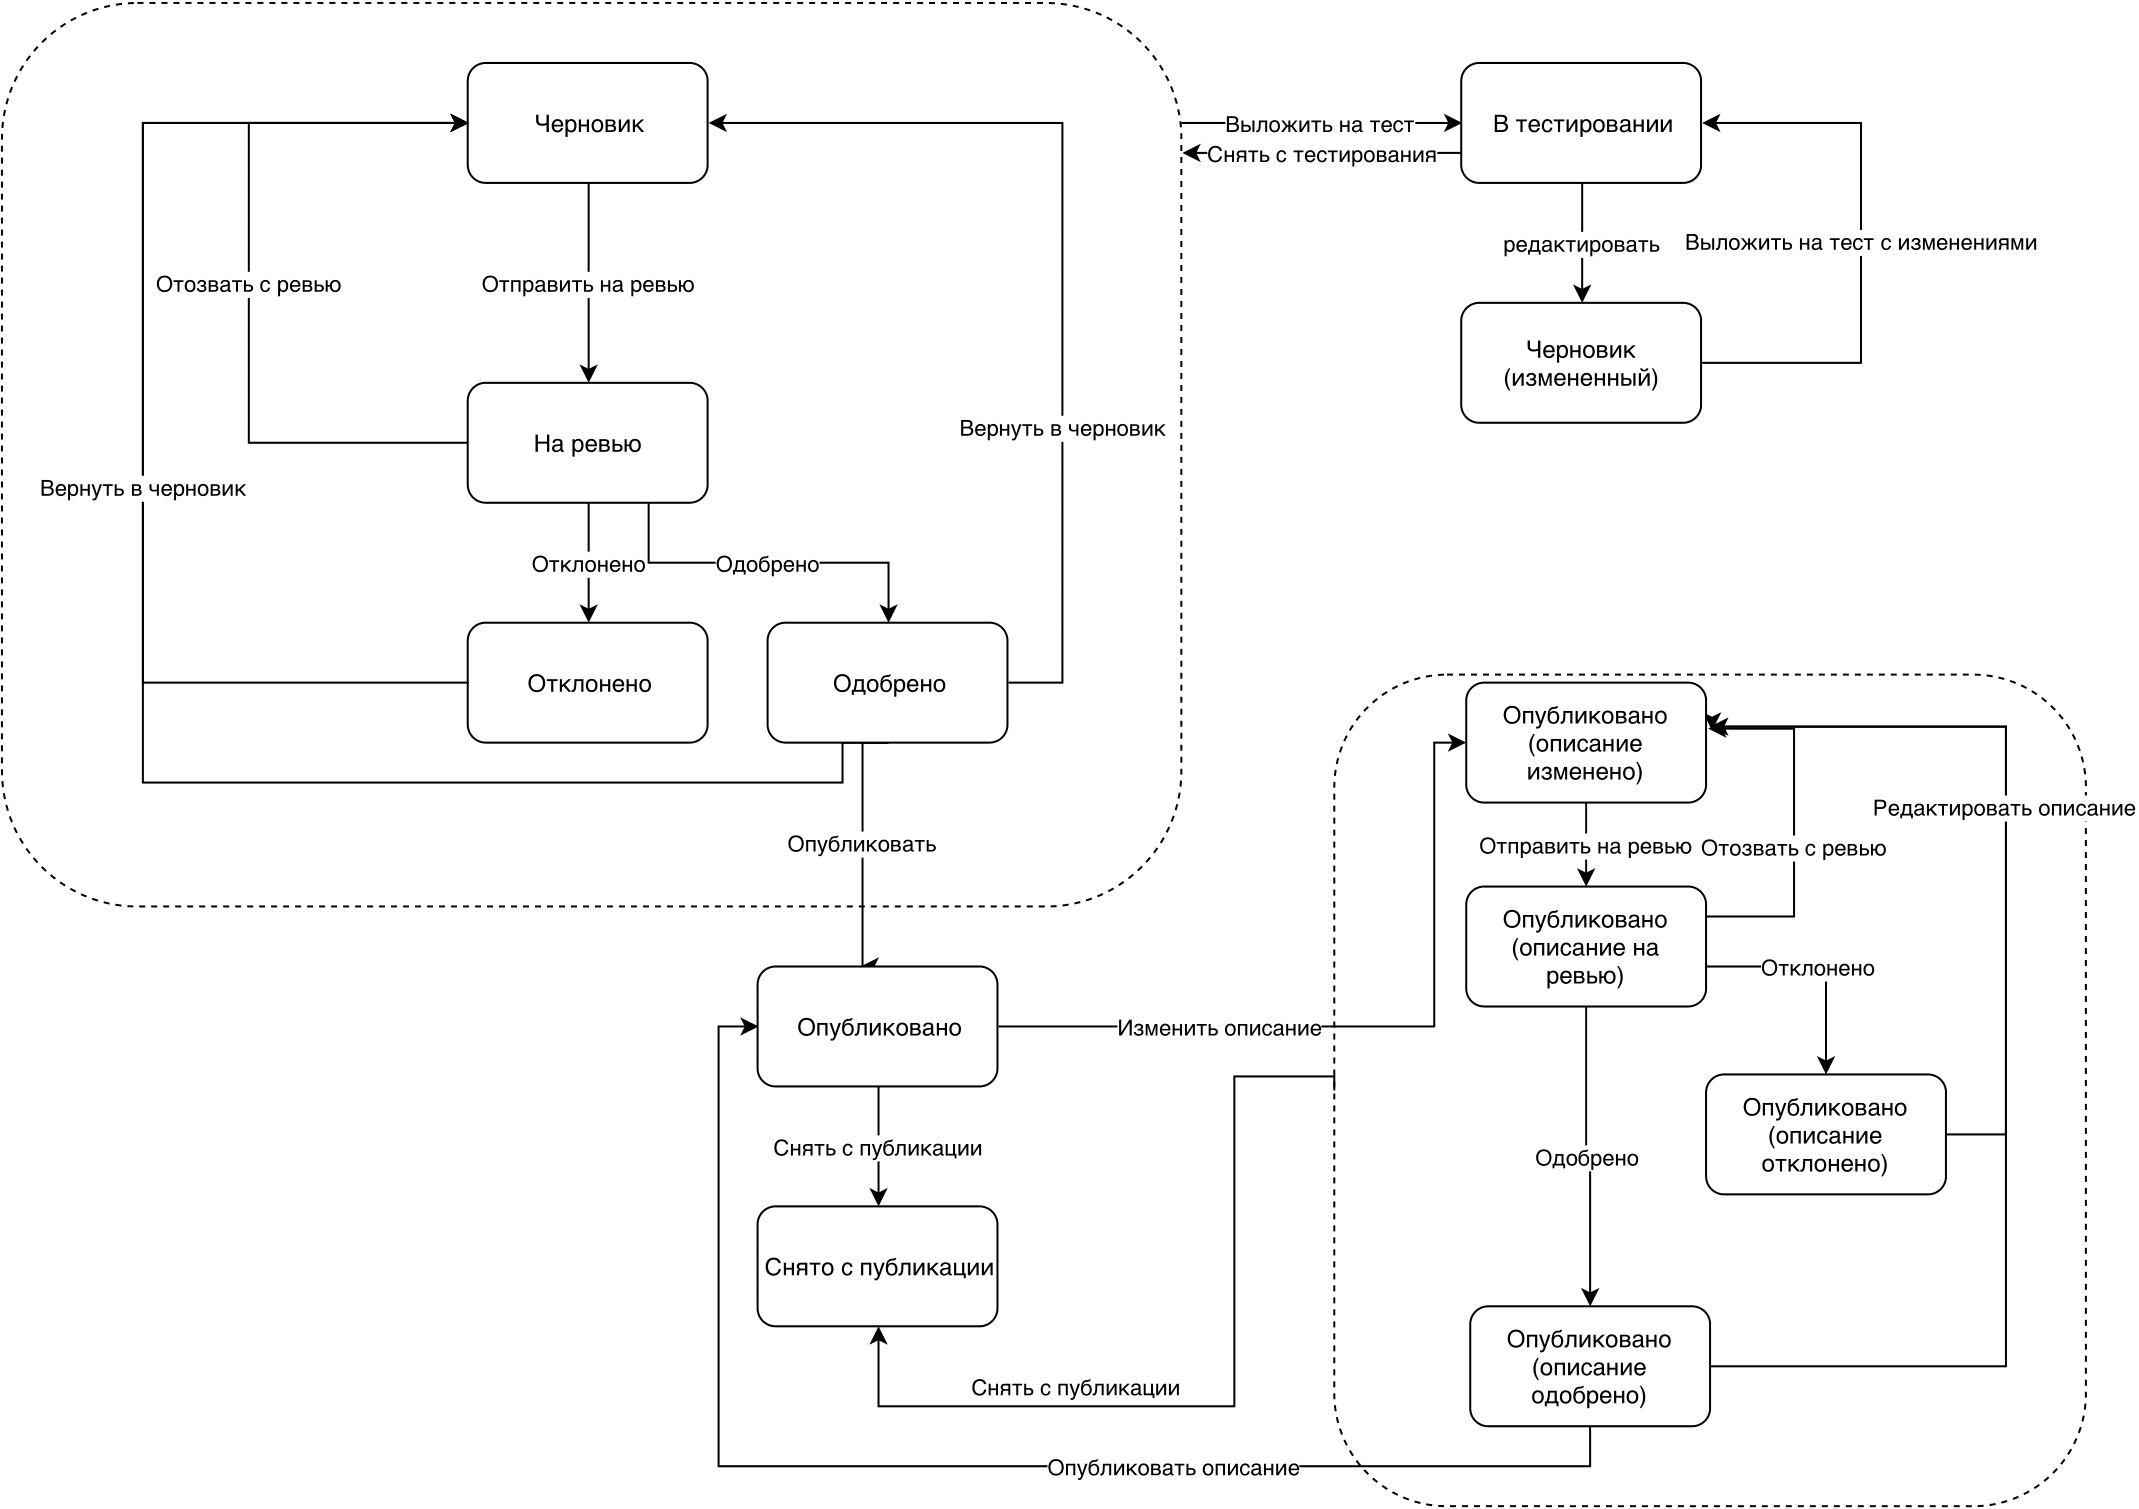 Черновик
В тестировании
Выложить на тест
Снять с тестирования
редактировать
Выложить на тест с изменениями
Отозвать с ревью
Отправить на ревью
Черновик
(измененный)
Вернуть в черновик
На ревью
Вернуть в черновик
Отклонено
Одобрено
Отклонено
Одобрено
Опубликовать
Опубликовано
(описание
изменено)
Редактировать описание
Отправить на ревью
Отозвать с ревью
Опубликовано
(описание на
ревью)
Отклонено
Опубликовано
Изменить описание
Опубликовано
(описание
отклонено)
Снять с публикации
Одобрено
Снято с публикации
Опубликовано
(описание
одобрено)
Снять с публикации
Опубликовать описание